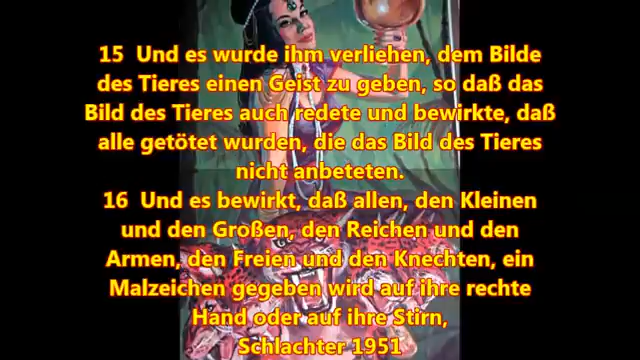 15 Und es wurde ihm verliehen, dem Bilde
des Tieres einen Geist zu geben, so daß das
Bild des Tieres auch redete und bewirkte, daß
alle getötet wurden, die das Bild des Tieres
nicht anbeteten.
16 Und es bewirkt, daß allen, den Kleinen
und den Großen, den Reichen und den
Armen, den Freien und den Knechten, ein
Malzeichen gegeben wird auf ihre rechte
Hand oder auf ihre Stirn,
Schlachter 1951